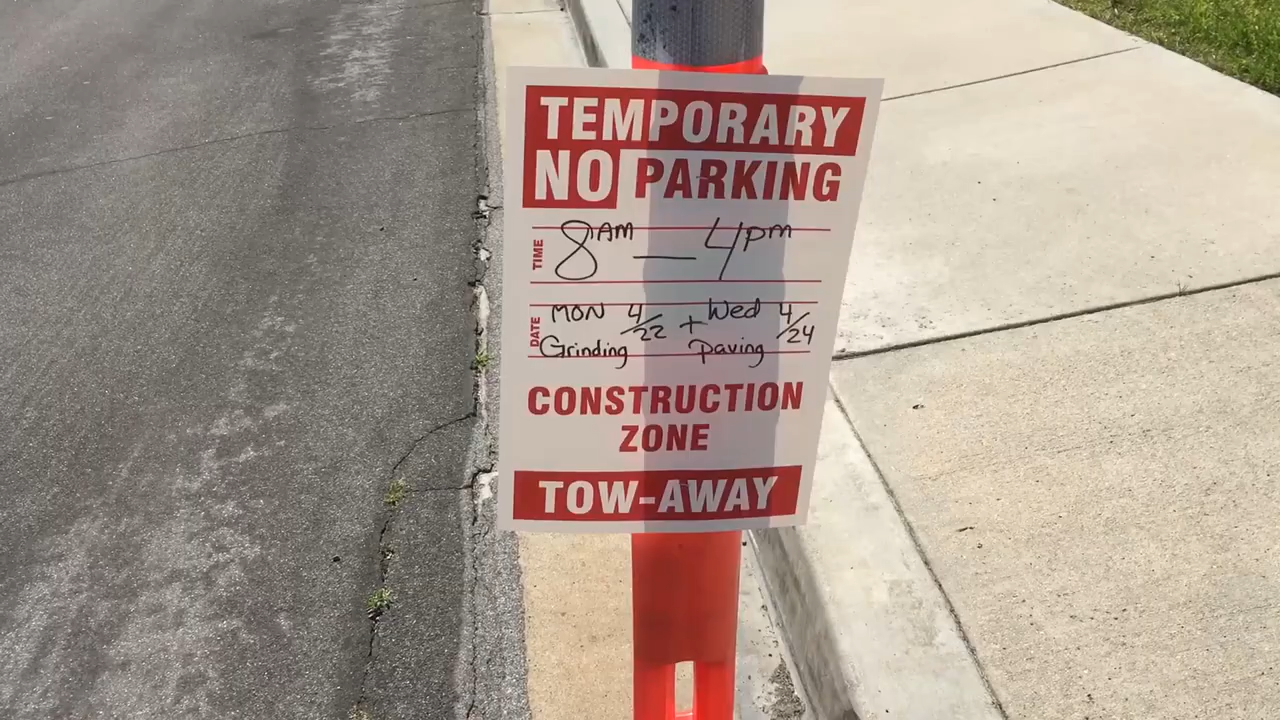 TEMPORARY
NO PARKING
TIME 8AM — 4pm
DATE MON 4/22 + Wed 4/24
Grinding Paving
CONSTRUCTION
ZONE
TOW-AWAY